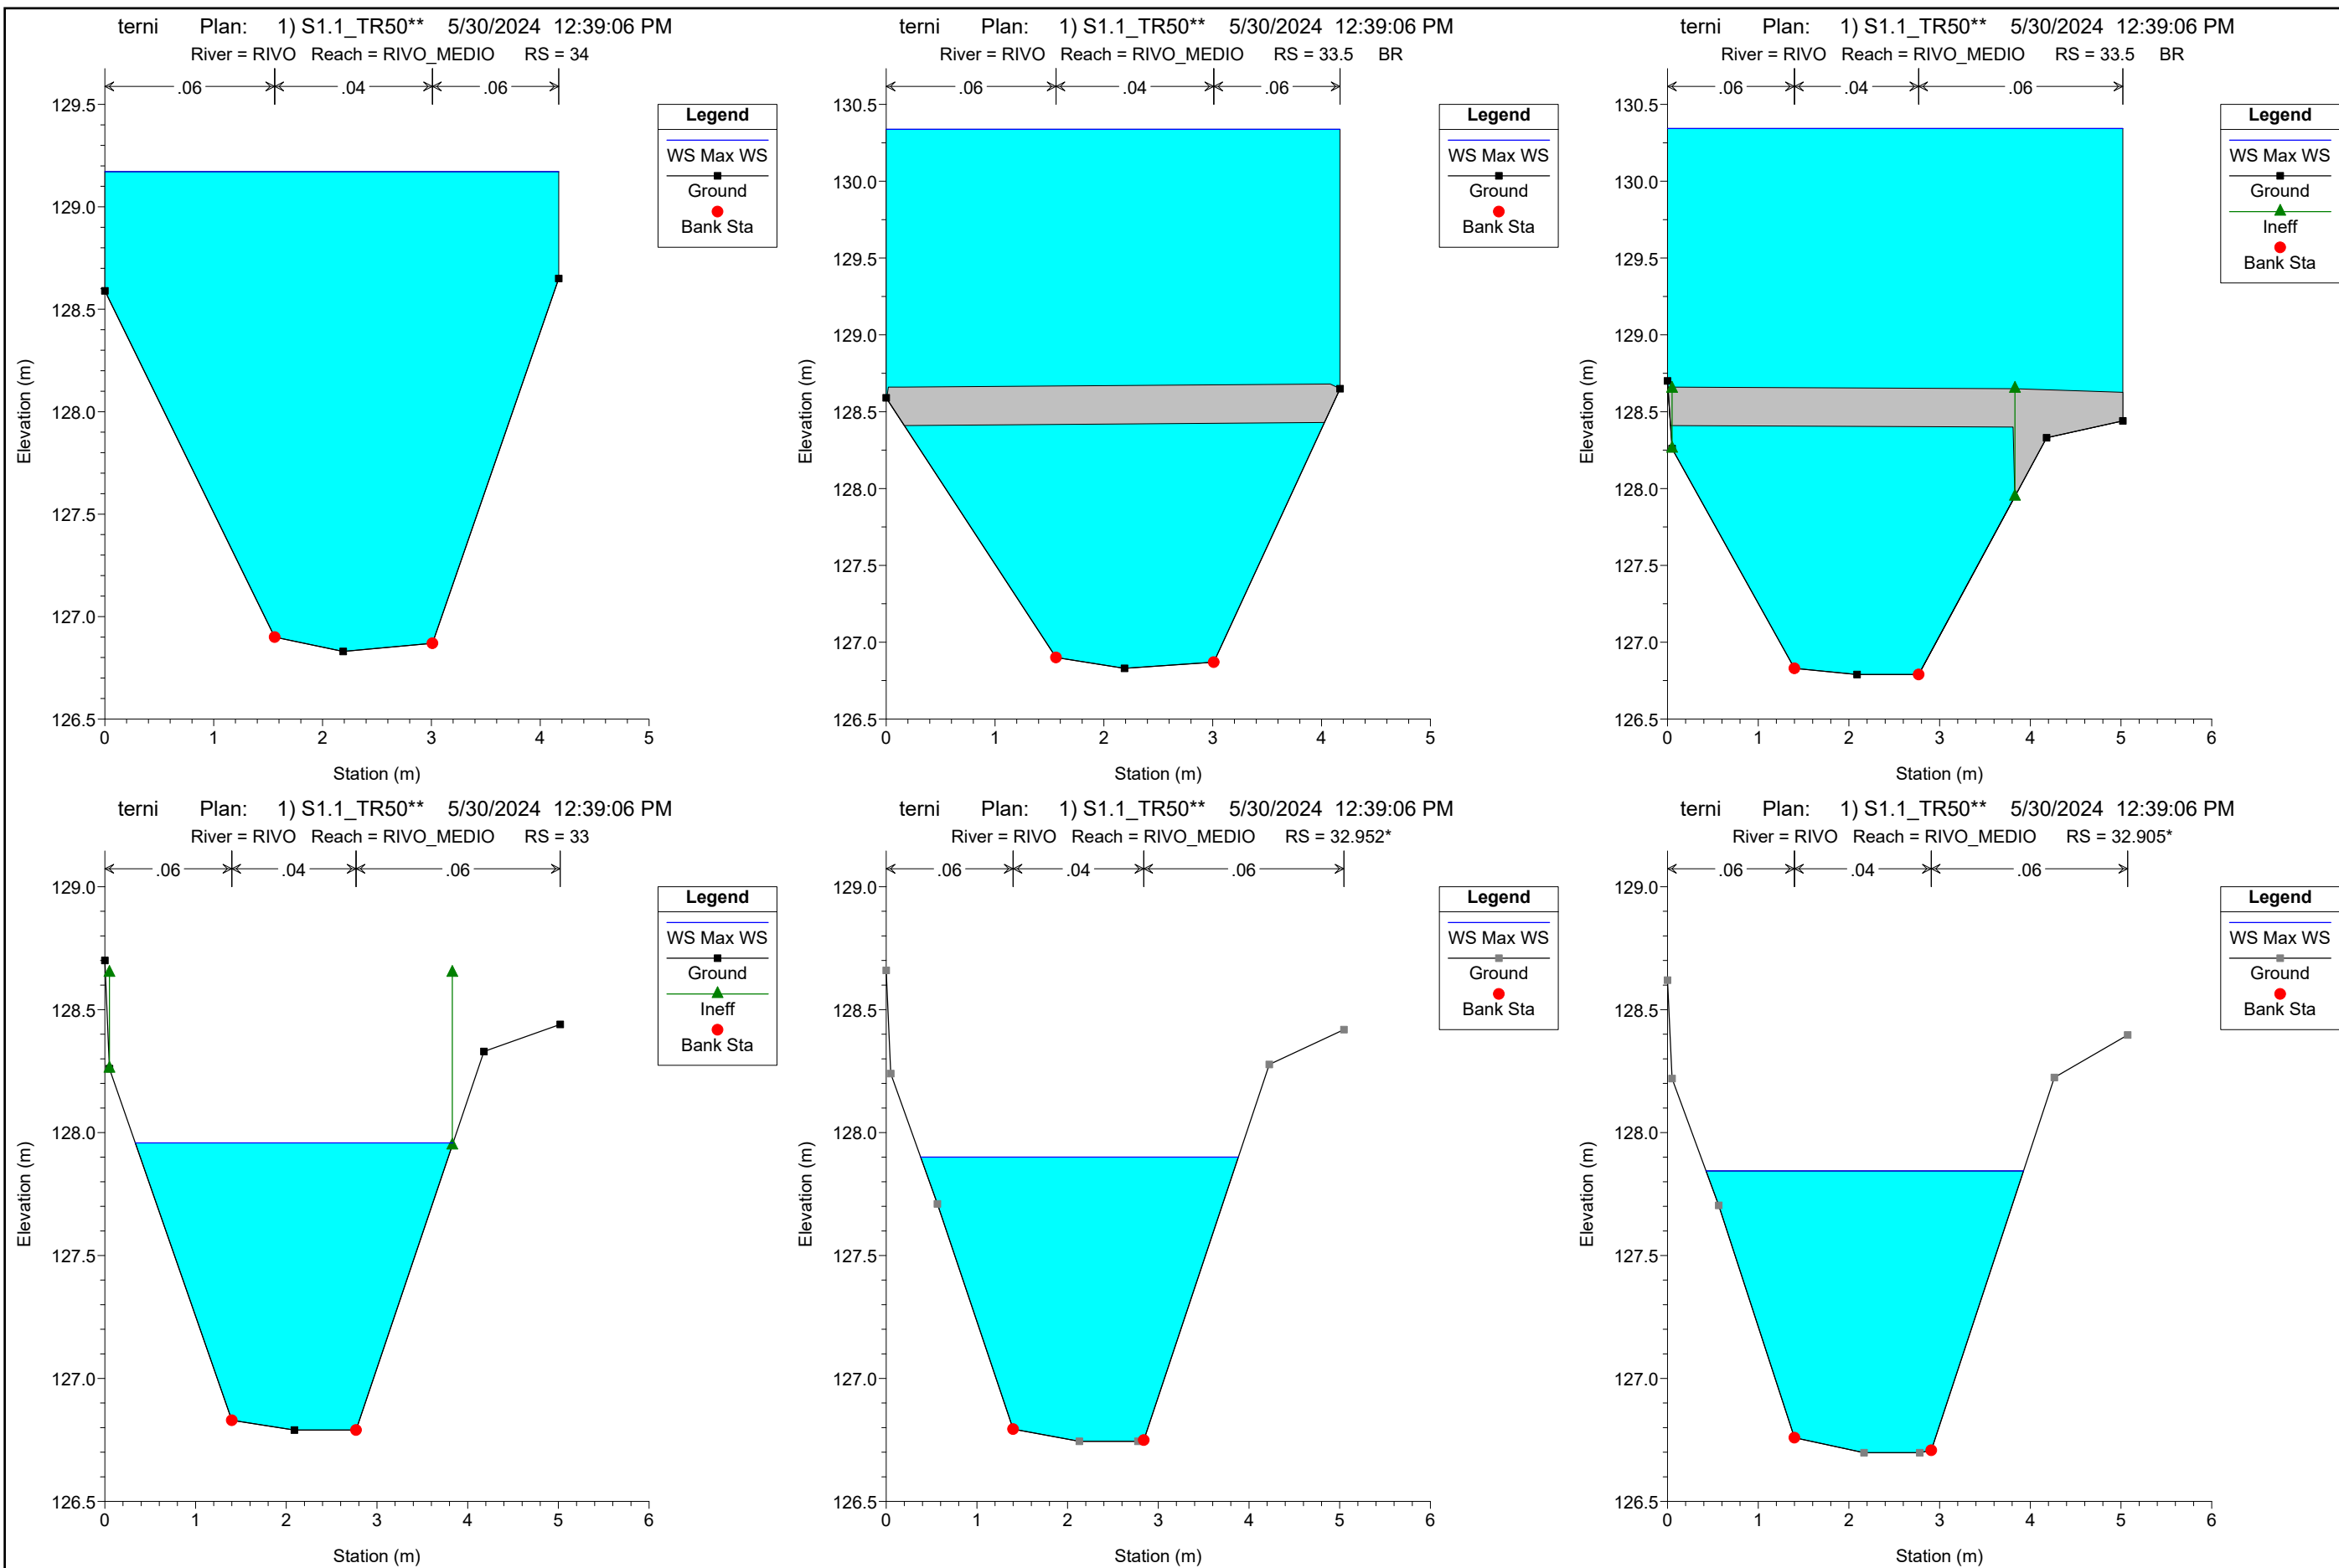 terni Plan: 1) S1.1_TR50** 5/30/2024 12:39:06 PM
River = RIVO Reach = RIVO_MEDIO RS = 34
.06 .04 .06
129.5
129.0
128.5
128.0
127.5
127.0
126.5
0 1 2 3 4 5
Station (m)
Elevation (m)
Legend
WS Max WS
Ground
Bank Sta
terni Plan: 1) S1.1_TR50** 5/30/2024 12:39:06 PM
River = RIVO Reach = RIVO_MEDIO RS = 33.5 BR
.06 .04 .06
130.5
130.0
129.5
129.0
128.5
128.0
127.5
127.0
126.5
0 1 2 3 4 5
Station (m)
Elevation (m)
Legend
WS Max WS
Ground
Bank Sta
terni Plan: 1) S1.1_TR50** 5/30/2024 12:39:06 PM
River = RIVO Reach = RIVO_MEDIO RS = 33.5 BR
.06 .04 .06
130.5
130.0
129.5
129.0
128.5
128.0
127.5
127.0
126.5
0 1 2 3 4 5 6
Station (m)
Elevation (m)
Legend
WS Max WS
Ground
Ineff
Bank Sta
terni Plan: 1) S1.1_TR50** 5/30/2024 12:39:06 PM
River = RIVO Reach = RIVO_MEDIO RS = 33
.06 .04 .06
129.0
128.5
128.0
127.5
127.0
126.5
0 1 2 3 4 5 6
Station (m)
Elevation (m)
Legend
WS Max WS
Ground
Ineff
Bank Sta
terni Plan: 1) S1.1_TR50** 5/30/2024 12:39:06 PM
River = RIVO Reach = RIVO_MEDIO RS = 32.952*
.06 .04 .06
129.0
128.5
128.0
127.5
127.0
126.5
0 1 2 3 4 5 6
Station (m)
Elevation (m)
Legend
WS Max WS
Ground
Bank Sta
terni Plan: 1) S1.1_TR50** 5/30/2024 12:39:06 PM
River = RIVO Reach = RIVO_MEDIO RS = 32.905*
.06 .04 .06
129.0
128.5
128.0
127.5
127.0
126.5
0 1 2 3 4 5 6
Station (m)
Elevation (m)
Legend
WS Max WS
Ground
Bank Sta